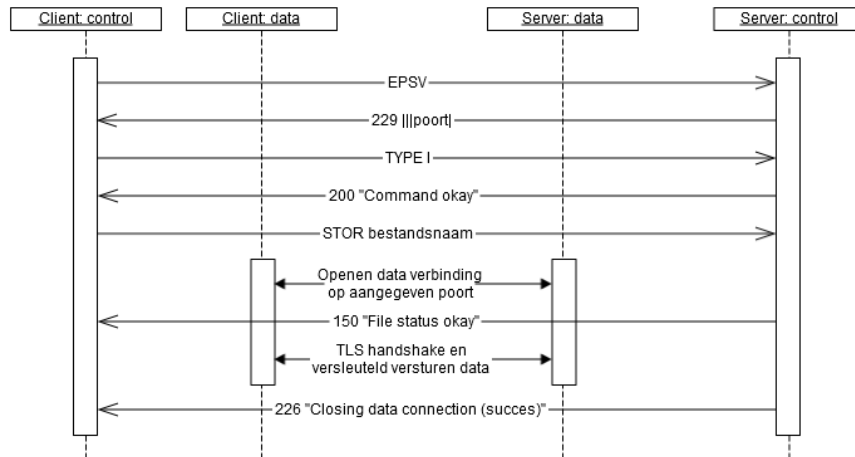 Client: control
Client: data
Server: data
Server: control
EPSV
229 |||poort|
TYPE I
200 "Command okay"
STOR bestandsnaam
Openen data verbinding
op aangegeven poort
150 "File status okay"
TLS handshake en
versleuteld versturen data
226 "Closing data connection (succes)"